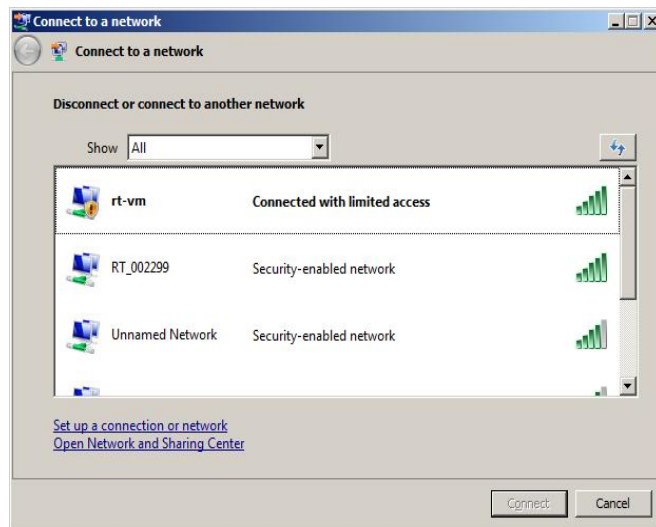 Connect to a network
Connect to a network
Disconnect or connect to another network
Show All
rt-vm Connected with limited access
RT_002299 Security-enabled network
Unnamed Network Security-enabled network
Set up a connection or network
Open Network and Sharing Center
Connect Cancel